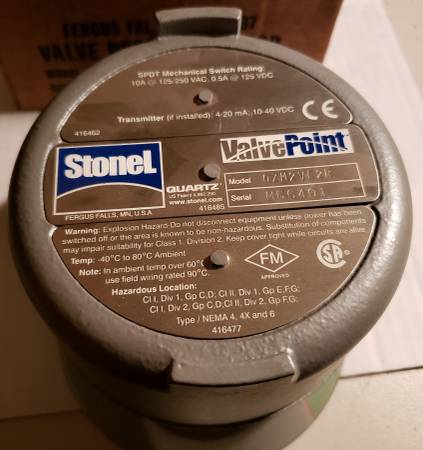 FERGUS FAL
VALVE PO
SPDT Mechanical Switch Rating:
10A @ 125/250 VAC, 0.5A @ 125 VDC
Transmitter (if installed): 4-20 mA; 10-40 VDC
CE
416462
StoneL
FERGUS FALLS, MN, U.S.A.
QUARTZ
www.stonel.com
416485
ValvePoint
Model
Serial
Warning: Explosion Hazard-Do not disconnect equipment unless power has been
switched off or the area is known to be non-hazardous. Substitution of components
may impair suitability for Class 1, Division 2. Keep cover tight while circuits are alive
Temp: -40°C to 80°C Ambient
Note: In ambient temp over 60°C
use field wiring rated 90°C.
FM
APPROVED
Hazardous Location:
Cl I, Div 1, Gp C,D; Cl II, Div 1, Gp E,F,G;
Cl I, Div 2, Gp A,B,C,D; Cl II, Div 2, Gp F,G;
Type / NEMA 4, 4X and 6
416477